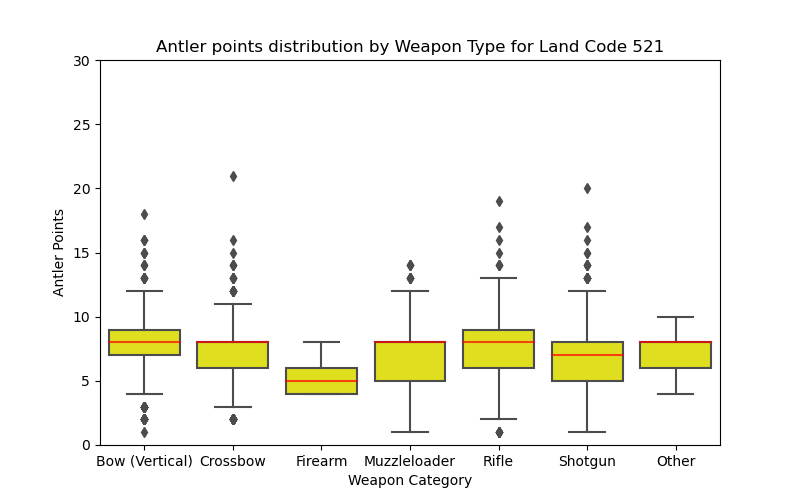 Antler points distribution by Weapon Type for Land Code 521
30
25
20
15
10
5
0
Antler Points
Bow (Vertical) Crossbow Firearm Muzzleloader Rifle Shotgun Other
Weapon Category